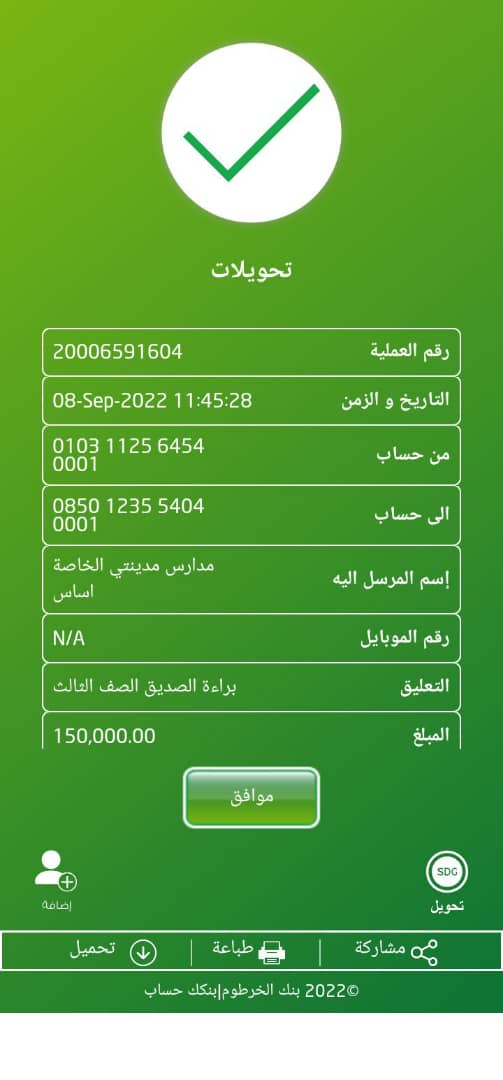 تحويلات
رقم العملية 20006591604
التاريخ و الزمن 08-Sep-2022 11:45:28
من حساب 0103 1125 6454
0001
الى حساب 0850 1235 5404
0001
إسم المرسل اليه مدارس مدينتي الخاصة
اساس
رقم الموبايل N/A
التعليق براءة الصديق الصف الثالث
المبلغ 150,000.00
موافق
SDG
تحويل
إضافة
مشاركة
طباعة
تحميل
©2022 بنك الخرطوم|بنكك حساب